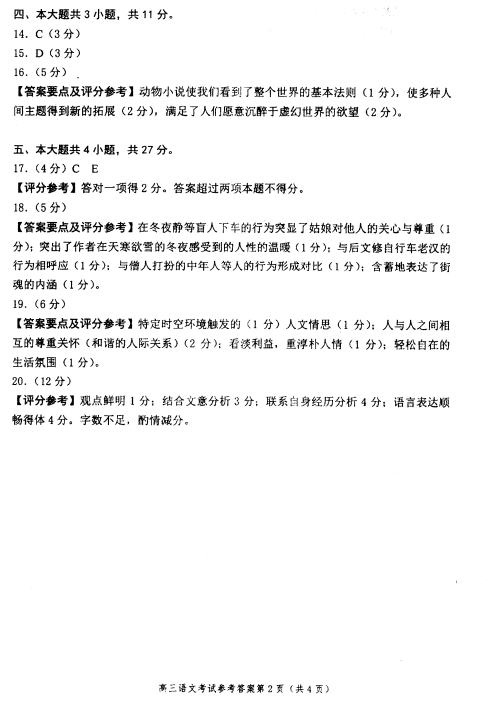 四、本大题共 3 小题，共 11 分。
14．C（3 分）
15．D（3 分）
16．（5 分）
【答案要点及评分参考】动物小说使我们看到了整个世界的基本法则（1 分），使多种人
间主题得到新的拓展（2 分），满足了人们愿意沉醉于虚幻世界的欲望（2 分）。
五、本大题共 4 小题，共 27 分。
17．（4 分）C E
【评分参考】答对一项得 2 分。答案超过两项本题不得分。
18．（5 分）
【答案要点及评分参考】在冬夜静等盲人下车的行为突显了姑娘对他人的关心与尊重（1
分）；突出了作者在天寒欲雪的冬夜感受到的人性的温暖（1 分）；与后文修自行车老汉的
行为相呼应（1 分）；与僧人打扮的中年人等人的行为形成对比（1 分）；含蓄地表达了街
魂的内涵（1 分）。
19．（6 分）
【答案要点及评分参考】特定时空环境触发的（1 分）人文情思（1 分）；人与人之间相
互的尊重关怀（和谐的人际关系）（2 分）；看淡利益，重淳朴人情（1 分）；轻松自在的
生活氛围（1 分）。
20．（12 分）
【评分参考】观点鲜明 1 分；结合文意分析 3 分；联系自身经历分析 4 分；语言表达顺
畅得体 4 分。字数不足，酌情减分。
高三语文考试参考答案第 2 页（共 4 页）